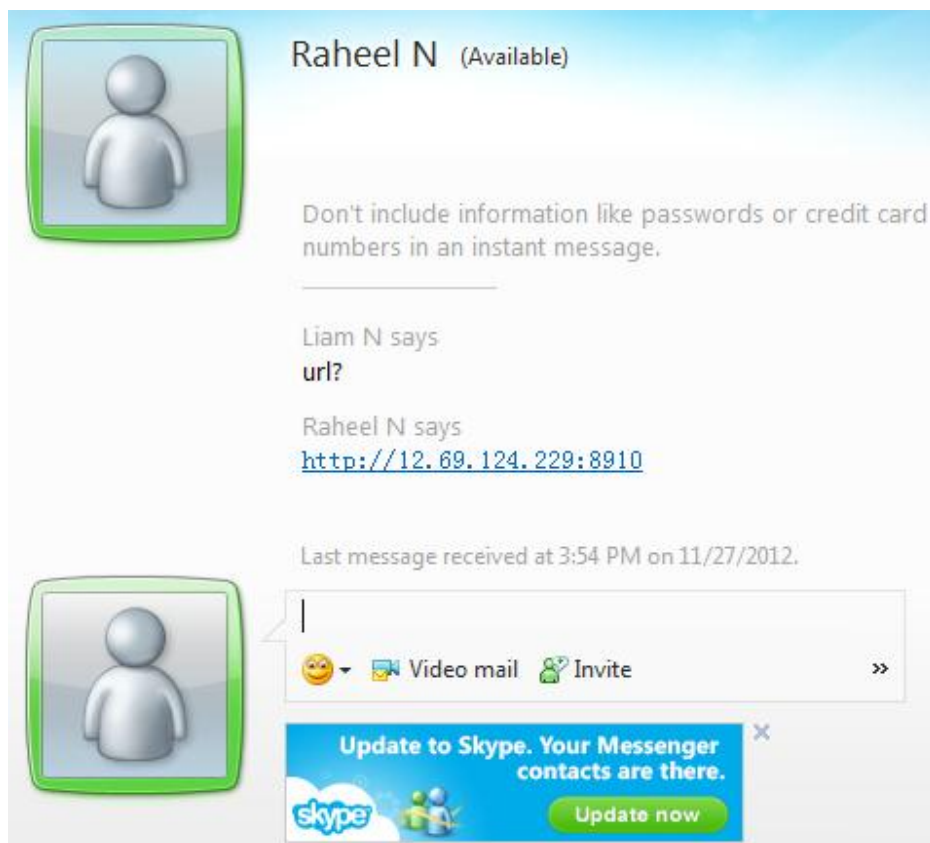 Raheel N (Available)
Don't include information like passwords or credit card
numbers in an instant message.
Liam N says
url?
Raheel N says
http://12.69.124.229:8910
Last message received at 3:54 PM on 11/27/2012.
Video mail Invite »
Update to Skype. Your Messenger
contacts are there.
skype
Update now